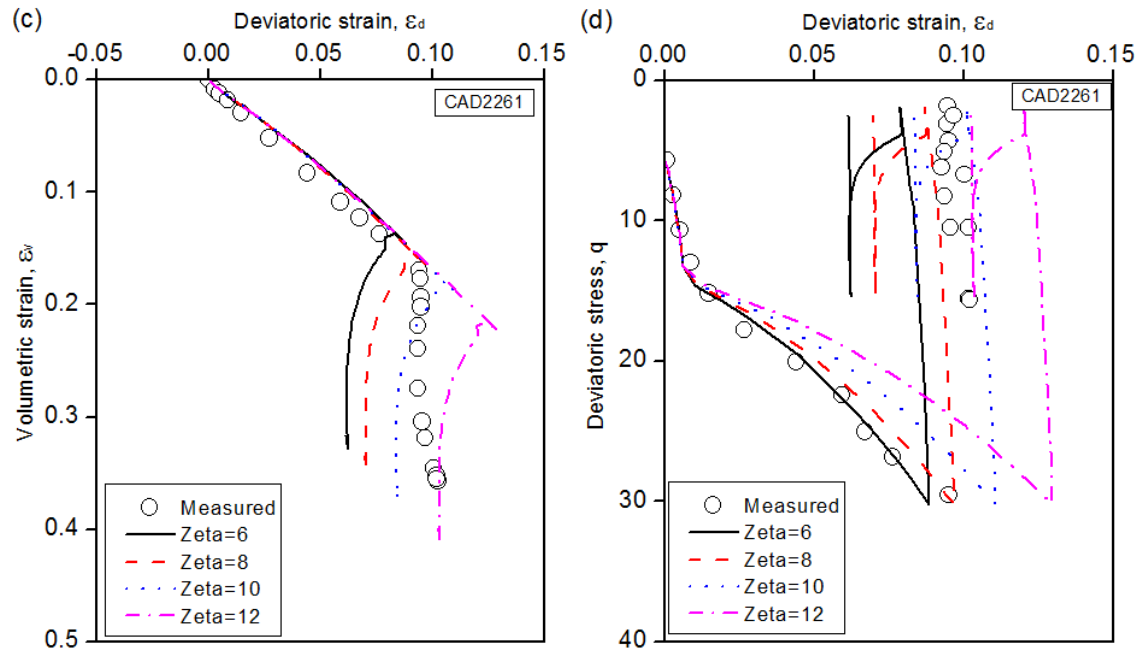 (c)
Deviatoric strain, εd
-0.05 0.00 0.05 0.10 0.15
0.0
0.1
0.2
0.3
0.4
0.5
Volumetric strain, εv
CAD2261
Measured
Zeta=6
Zeta=8
Zeta=10
Zeta=12
(d)
Deviatoric strain, εd
0.00 0.05 0.10 0.15
0
10
20
30
40
Deviatoric stress, q
CAD2261
Measured
Zeta=6
Zeta=8
Zeta=10
Zeta=12